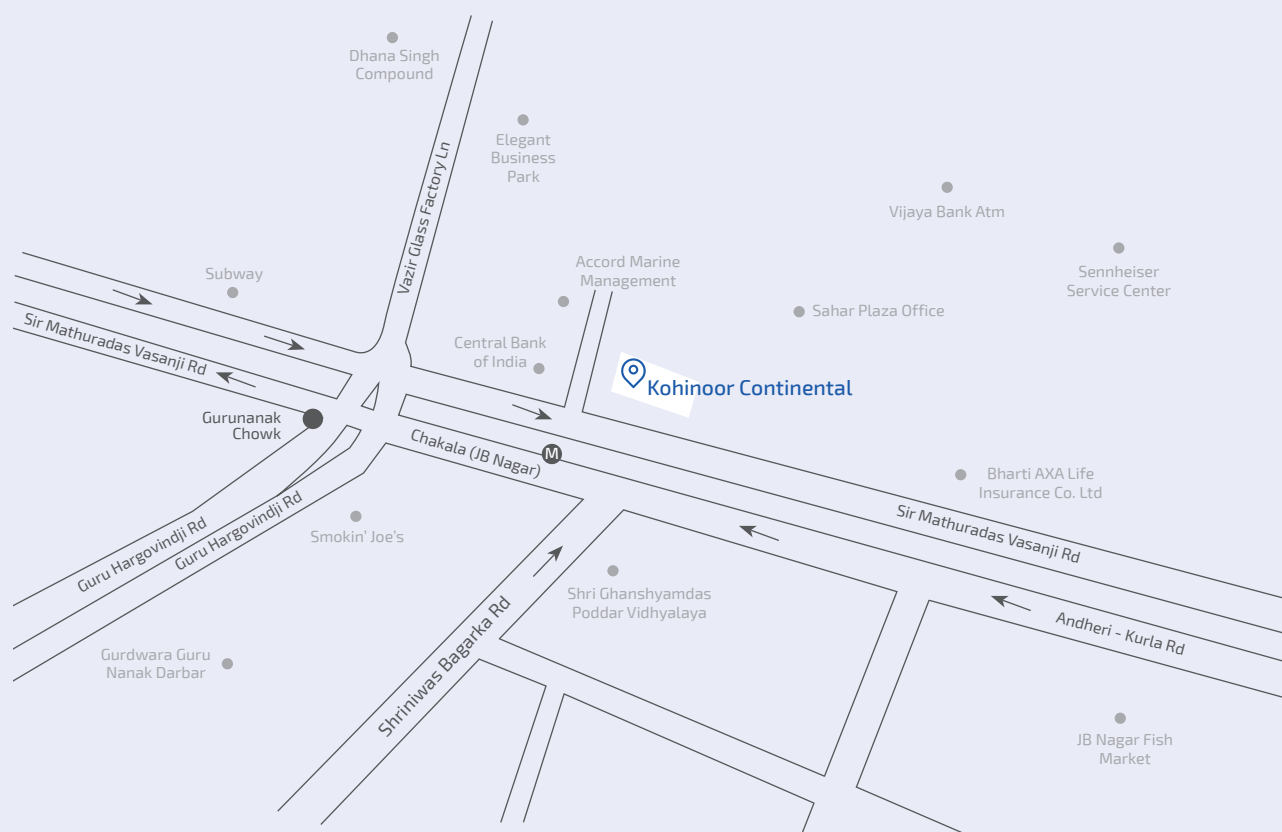 Dhana Singh
Compound
Elegant
Business
Park
Vazir Glass Factory Ln
Vijaya Bank Atm
Subway
Accord Marine
Management
Sennheiser
Service Center
Sir Mathuradas Vasanji Rd
Sahar Plaza Office
Central Bank
of India
Kohinoor Continental
Gurunanak
Chowk
Chakala (JB Nagar)
M
Bharti AXA Life
Insurance Co. Ltd
Sir Mathuradas Vasanji Rd
Guru Hargovindji Rd
Guru Hargovindji Rd
Smokin' Joe's
Shri Ghanshyamdas
Poddar Vidhyalaya
Andheri - Kurla Rd
Shriniwas Bagarka Rd
Gurdwara Guru
Nanak Darbar
JB Nagar Fish
Market